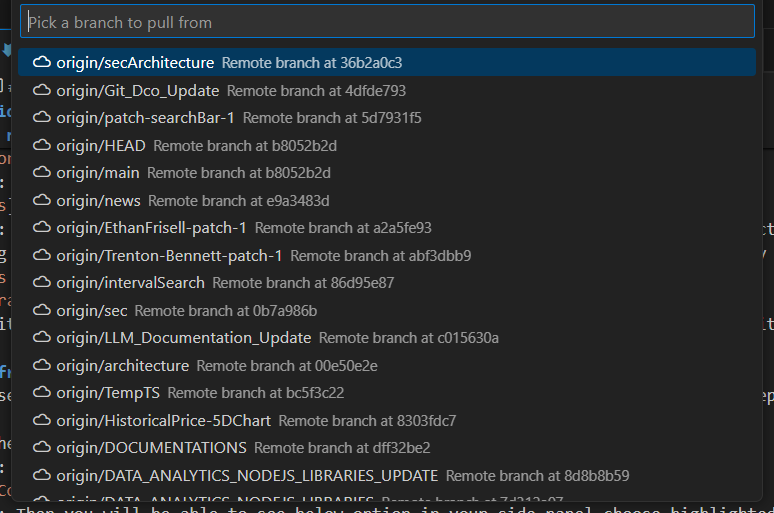 Pick a branch to pull from
origin/secArchitecture Remote branch at 36b2a0c3
origin/Git_Dco_Update Remote branch at 4dfde793
origin/patch-searchBar-1 Remote branch at 5d7931f5
origin/HEAD Remote branch at b8052b2d
origin/main Remote branch at b8052b2d
origin/news Remote branch at e9a3483d
origin/EthanFrisell-patch-1 Remote branch at a2a5fe93
origin/Trenton-Bennett-patch-1 Remote branch at abf3dbb9
origin/intervalSearch Remote branch at 86d95e87
origin/sec Remote branch at 0b7a986b
origin/LLM_Documentation_Update Remote branch at c015630a
origin/architecture Remote branch at 00e50e2e
origin/TempTS Remote branch at bc5f3c22
origin/HistoricalPrice-5DChart Remote branch at 8303fdc7
origin/DOCUMENTATIONS Remote branch at dff32be2
origin/DATA_ANALYTICS_NODEJS_LIBRARIES_UPDATE Remote branch at 8d8b8b59
origin/DATA_ANALYTICS_NODEJS_LIBRARIES Remote branch at
: Then you will be able to see below option in your side panel choose highlighted